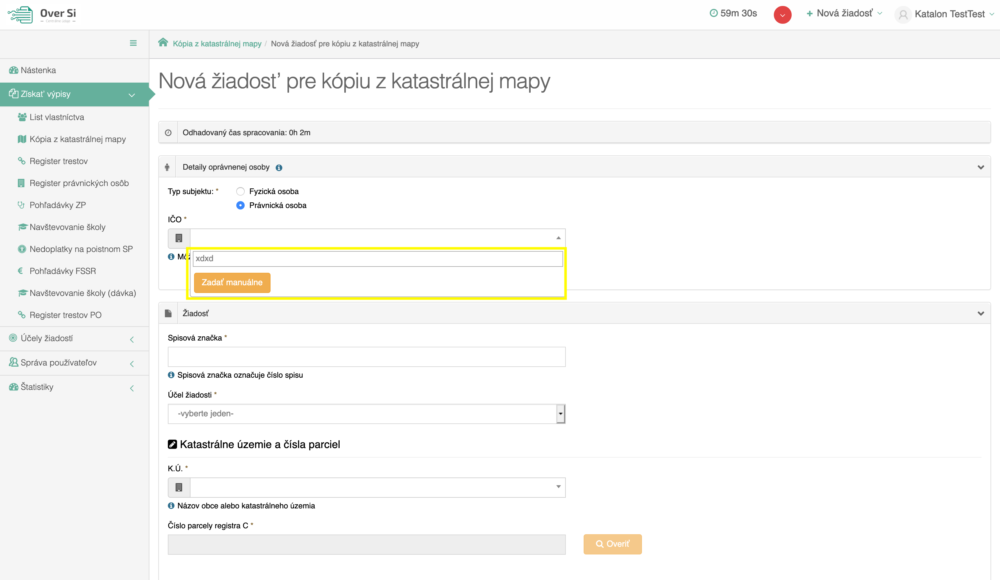 Over Si
– Centrálne údaje –
59m 30s
Nová žiadosť
Katalon TestTest
Kópia z katastrálnej mapy / Nová žiadosť pre kópiu z katastrálnej mapy
Nástenka
Získať výpisy
List vlastníctva
Kópia z katastrálnej mapy
Register trestov
Register právnických osôb
Pohľadávky ZP
Navštevovanie školy
Nedoplatky na poistnom SP
Pohľadávky FSSR
Navštevovanie školy (dávka)
Register trestov PO
Účely žiadostí
Správa používateľov
Štatistiky
Nová žiadosť pre kópiu z katastrálnej mapy
Odhadovaný čas spracovania: 0h 2m
Detaily oprávnenej osoby
Typ subjektu: *
Fyzická osoba
Právnická osoba
IČO *
xdxd
Zadať manuálne
Žiadosť
Spisová značka *
Spisová značka označuje číslo spisu
Účel žiadosti *
-vyberte jeden-
Katastrálne územie a čísla parciel
K.Ú. *
Názov obce alebo katastrálneho územia
Číslo parcely registra C *
Overiť